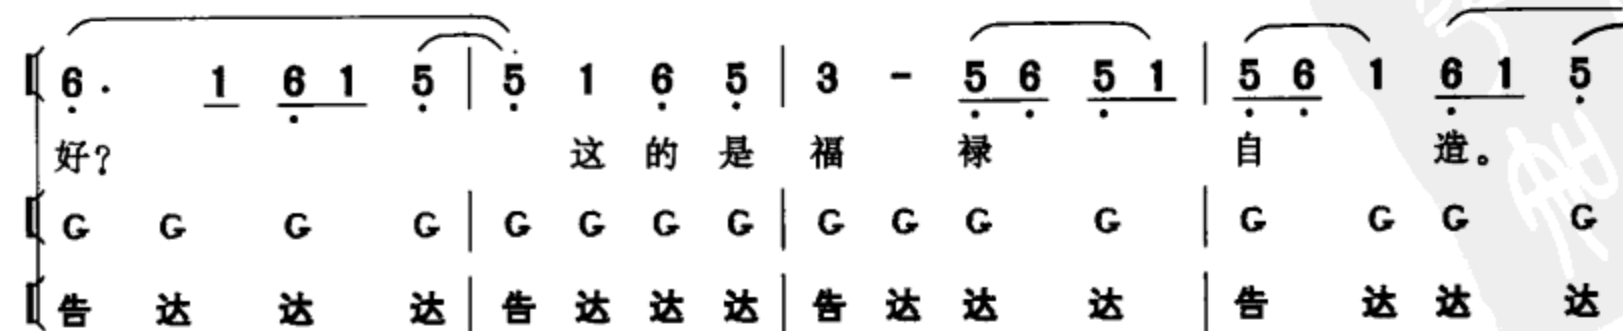 6· 1 6 1 5 | 5 1 6 5 | 3 - 5 6 5 1 | 5 6 1 6 1 5
好？ 这 的 是 福 禄 自 造。
G G G G | G G G G | G G G G | G G G G
告 达 达 达 | 告 达 达 达 | 告 达 达 达 | 告 达 达 达